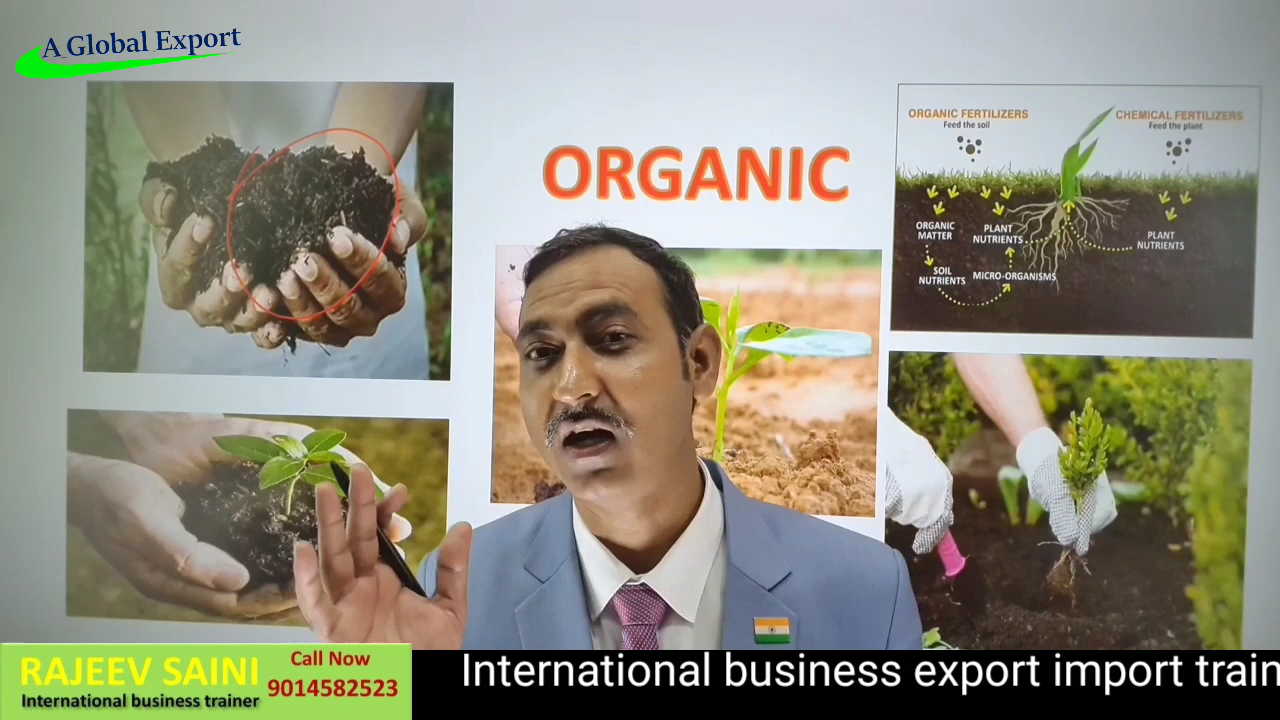 A Global Export
ORGANIC
ORGANIC FERTILIZERS
Feed the soil
CHEMICAL FERTILIZERS
Feed the plant
ORGANIC
MATTER
PLANT
NUTRIENTS
PLANT
NUTRIENTS
SOIL
NUTRIENTS
MICRO-ORGANISMS
RAJEEV SAINI
International business trainer
Call Now
9014582523
International business export import train